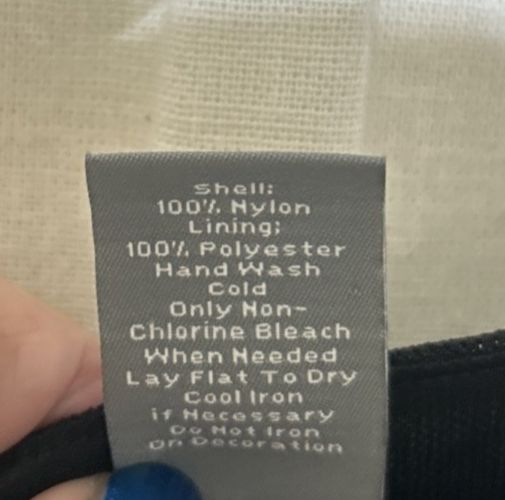 Shell:
100% Nylon
Lining:
100% Polyester
Hand Wash
Cold
Only Non-
Chlorine Bleach
When Needed
Lay Flat To Dry
Cool Iron
if Necessary
Do Not Iron
On Decoration